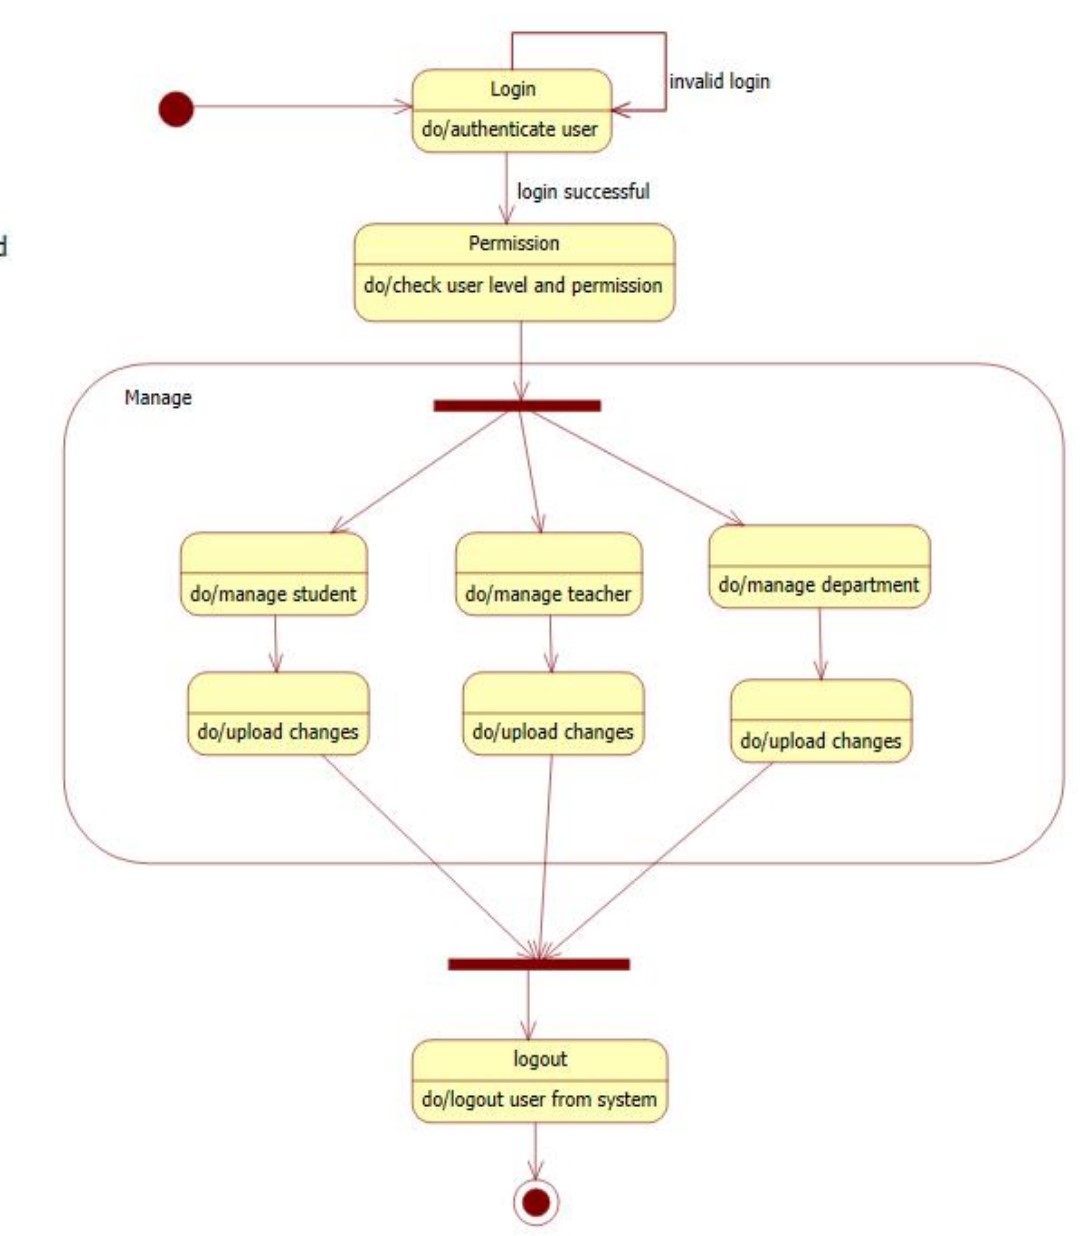 Login
invalid login
do/authenticate user
login successful
d
Permission
do/check user level and permission
Manage
do/manage student
do/manage teacher
do/manage department
do/upload changes
do/upload changes
do/upload changes
logout
do/logout user from system